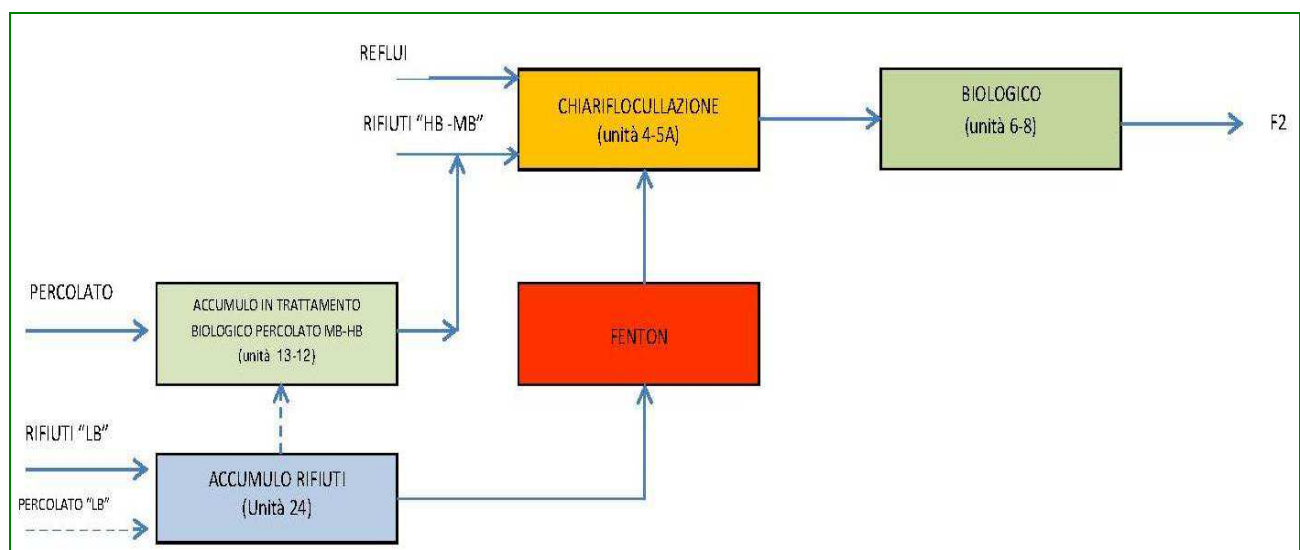 REFLUI
RIFIUTI "HB -MB"
CHIARIFLOCULLAZIONE
(unità 4-5A)
BIOLOGICO
(unità 6-8)
F2
PERCOLATO
ACCUMULO IN TRATTAMENTO
BIOLOGICO PERCOLATO MB-HB
(unità 13-12)
FENTON
RIFIUTI "LB"
PERCOLATO "LB"
ACCUMULO RIFIUTI
(Unità 24)